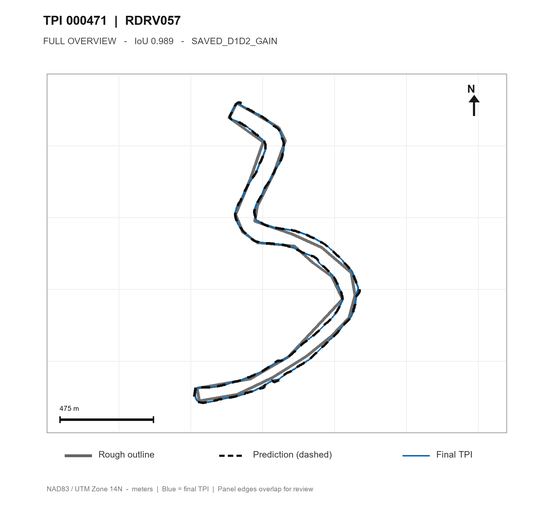 TPI 000471 | RDRV057
FULL OVERVIEW - IoU 0.989 - SAVED_D1D2_GAIN
N
475 m
Rough outline
Prediction (dashed)
Final TPI
NAD83 / UTM Zone 14N - meters | Blue = final TPI | Panel edges overlap for review